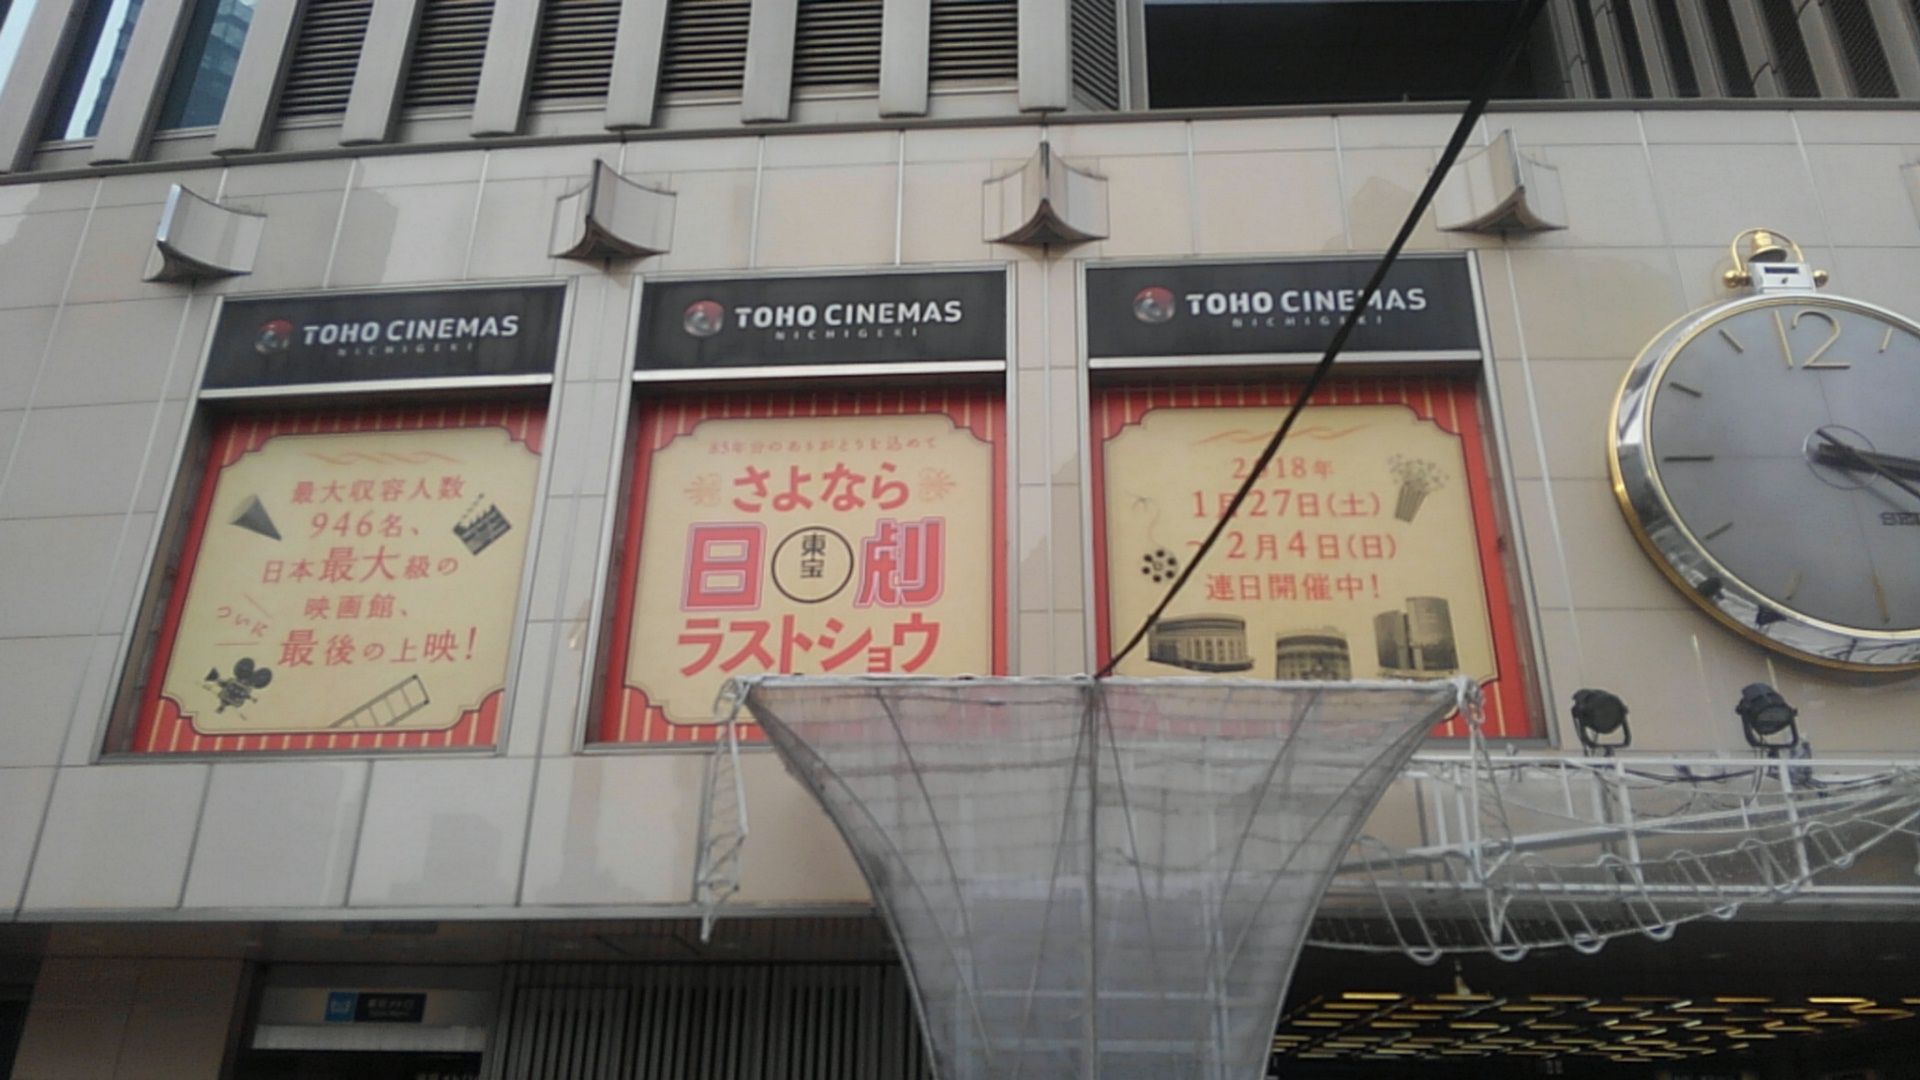 TOHO CINEMAS
NICHIGEKI
最大収容人数
946名、
日本最大級の
映画館、
ついに
最後の上映!
TOHO CINEMAS
NICHIGEKI
85年分のありがとうを込めて
さよなら
日劇
東宝
ラストショウ
TOHO CINEMAS
NICHIGEKI
2018年
1月27日(土)
~2月4日(日)
連日開催中!
12